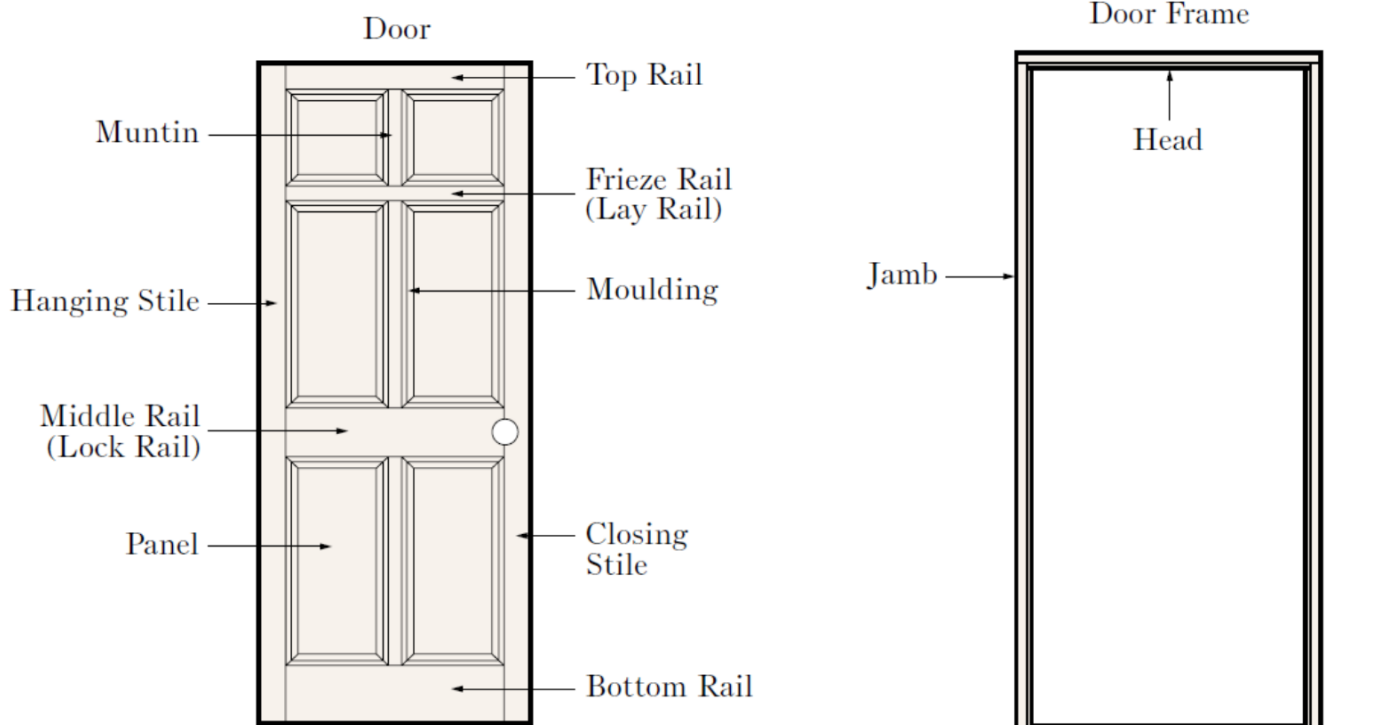 Door
Door Frame
Top Rail
Muntin
Head
Frieze Rail
(Lay Rail)
Jamb
Moulding
Hanging Stile
Middle Rail
(Lock Rail)
Panel
Closing
Stile
Bottom Rail